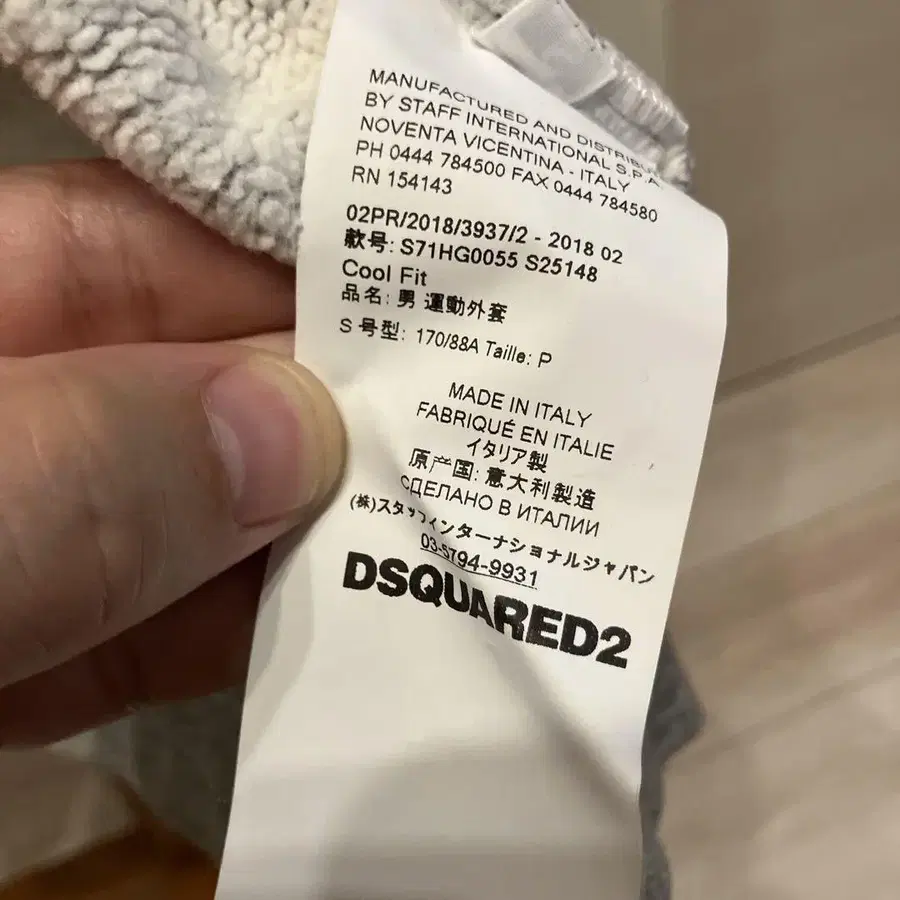 MANUFACTURED AND DISTRIBU
BY STAFF INTERNATIONAL S.P.A.
NOVENTA VICENTINA - ITALY
PH 0444 784500 FAX 0444 784580
RN 154143
02PR/2018/3937/2 - 2018 02
款号: S71HG0055 S25148
Cool Fit
品名: 男 運動外套
S 号型: 170/88A Taille: P
MADE IN ITALY
FABRIQUÉ EN ITALIE
イタリア製
原产国: 意大利製造
СДЕЛАНО В ИТАЛИИ
(株)スタッフインターナショナルジャパン
03-5794-9931
DSQUARED2